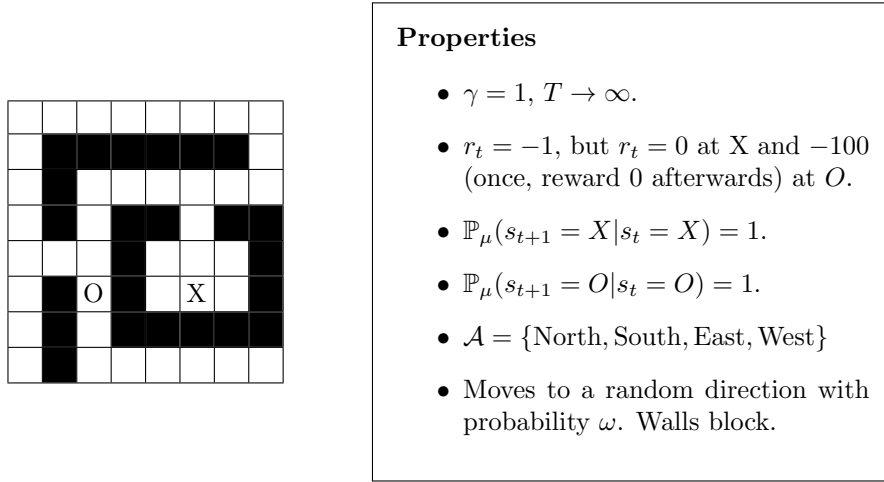 Properties
• γ = 1, T → ∞.
• r_t = −1, but r_t = 0 at X and −100
(once, reward 0 afterwards) at O.
• ℙ_μ(s_{t+1} = X|s_t = X) = 1.
• ℙ_μ(s_{t+1} = O|s_t = O) = 1.
• 𝒜 = {North, South, East, West}
• Moves to a random direction with
probability ω. Walls block.
O X